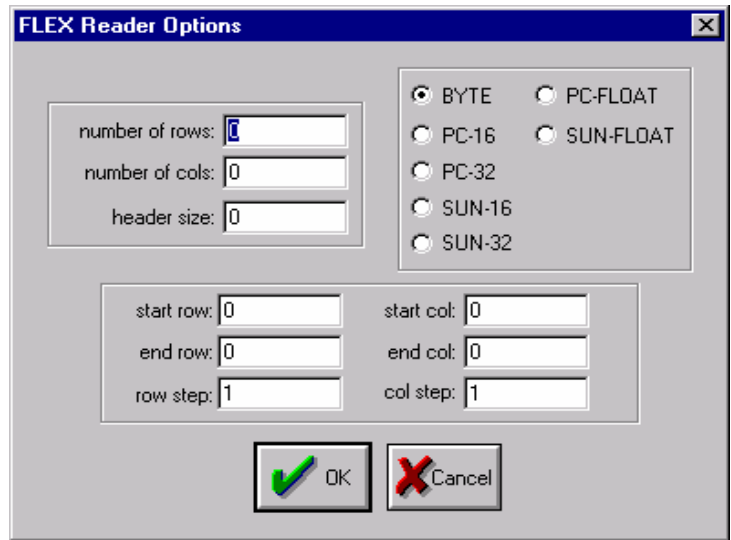 FLEX Reader Options
number of rows: 0
number of cols: 0
header size: 0
BYTE PC-FLOAT
PC-16 SUN-FLOAT
PC-32
SUN-16
SUN-32
start row: 0 start col: 0
end row: 0 end col: 0
row step: 1 col step: 1
OK Cancel